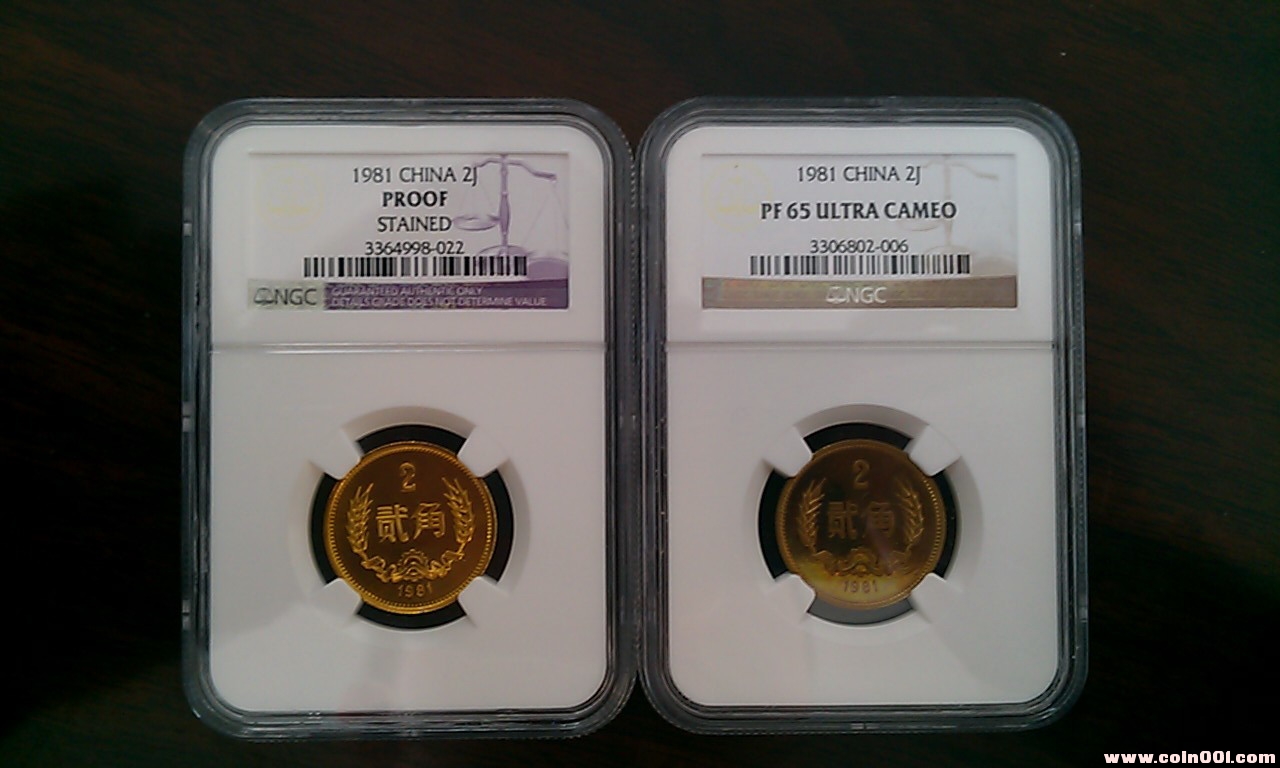 1981 CHINA 2J
PROOF
STAINED
3364998-022
NGC
GUARANTEED AUTHENTIC ONLY
DETAILS GRADE DOES NOT DETERMINE VALUE
2
贰角
1981
1981 CHINA 2J
PF 65 ULTRA CAMEO
3306802-006
NGC
2
贰角
1981
www.coin001.com